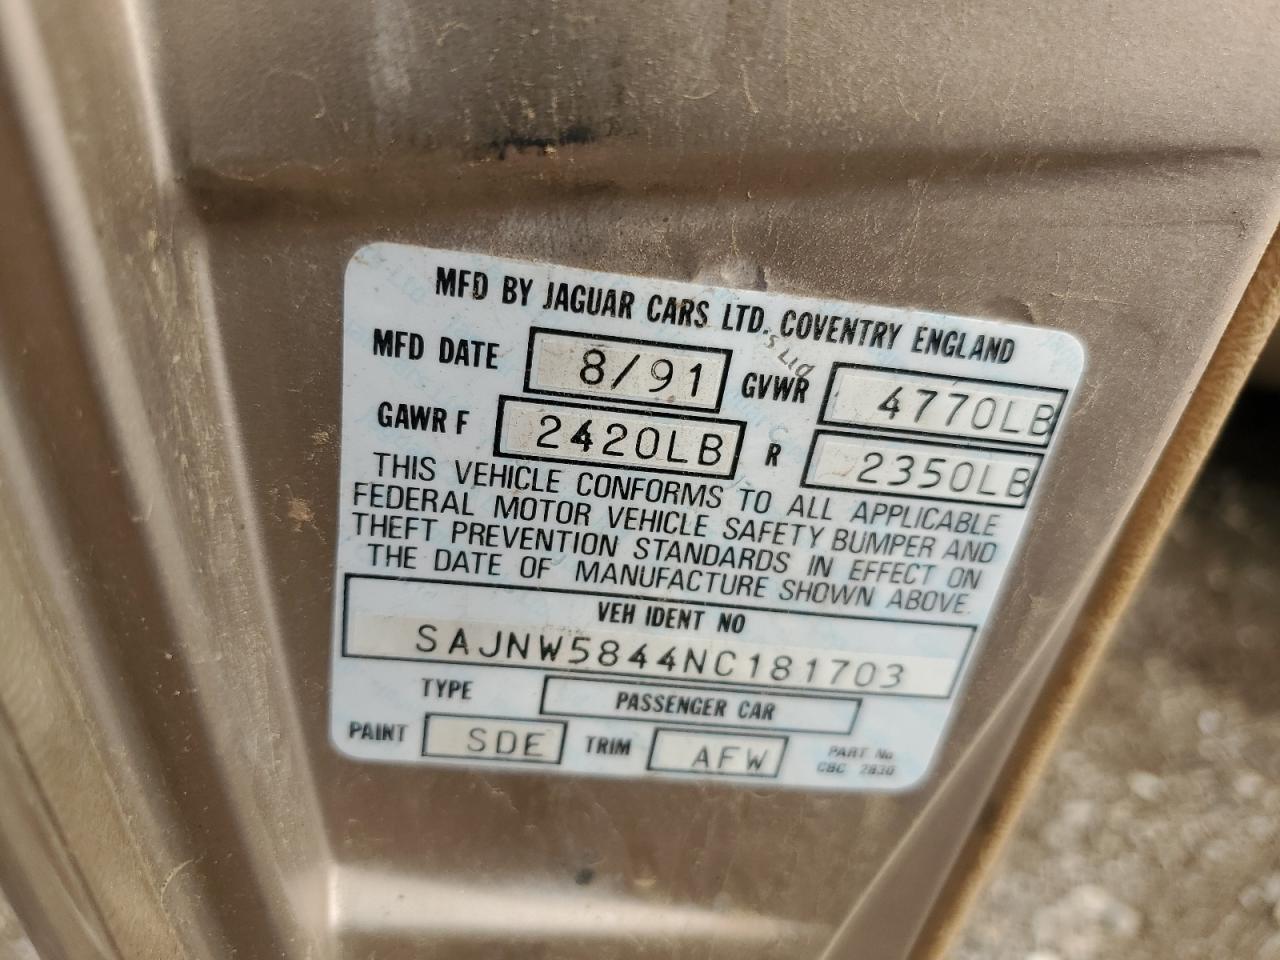 MFD BY JAGUAR CARS LTD. COVENTRY ENGLAND
MFD DATE 8/91 GVWR 4770LB
GAWR F 2420LB R 2350LB
THIS VEHICLE CONFORMS TO ALL APPLICABLE
FEDERAL MOTOR VEHICLE SAFETY BUMPER AND
THEFT PREVENTION STANDARDS IN EFFECT ON
THE DATE OF MANUFACTURE SHOWN ABOVE.
VEH IDENT NO
SAJNW5844NC181703
TYPE PASSENGER CAR
PAINT SDE TRIM AFW PART No
CBC 2830